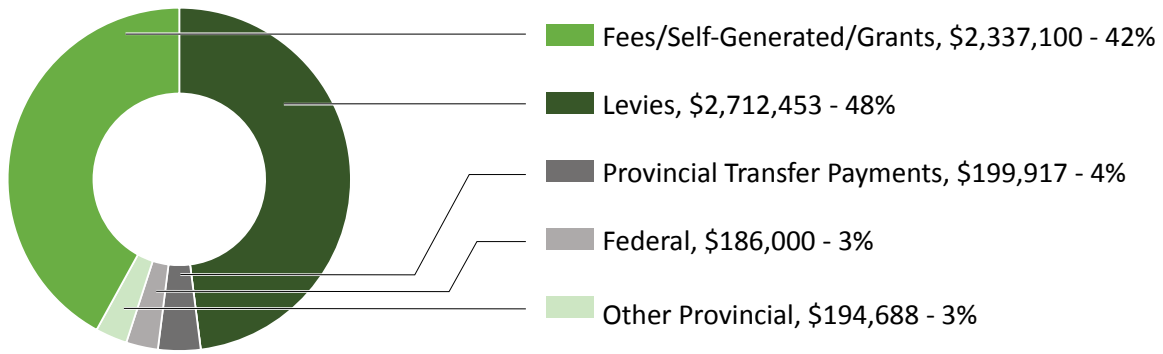 Fees/Self-Generated/Grants, $2,337,100 - 42%
Levies, $2,712,453 - 48%
Provincial Transfer Payments, $199,917 - 4%
Federal, $186,000 - 3%
Other Provincial, $194,688 - 3%